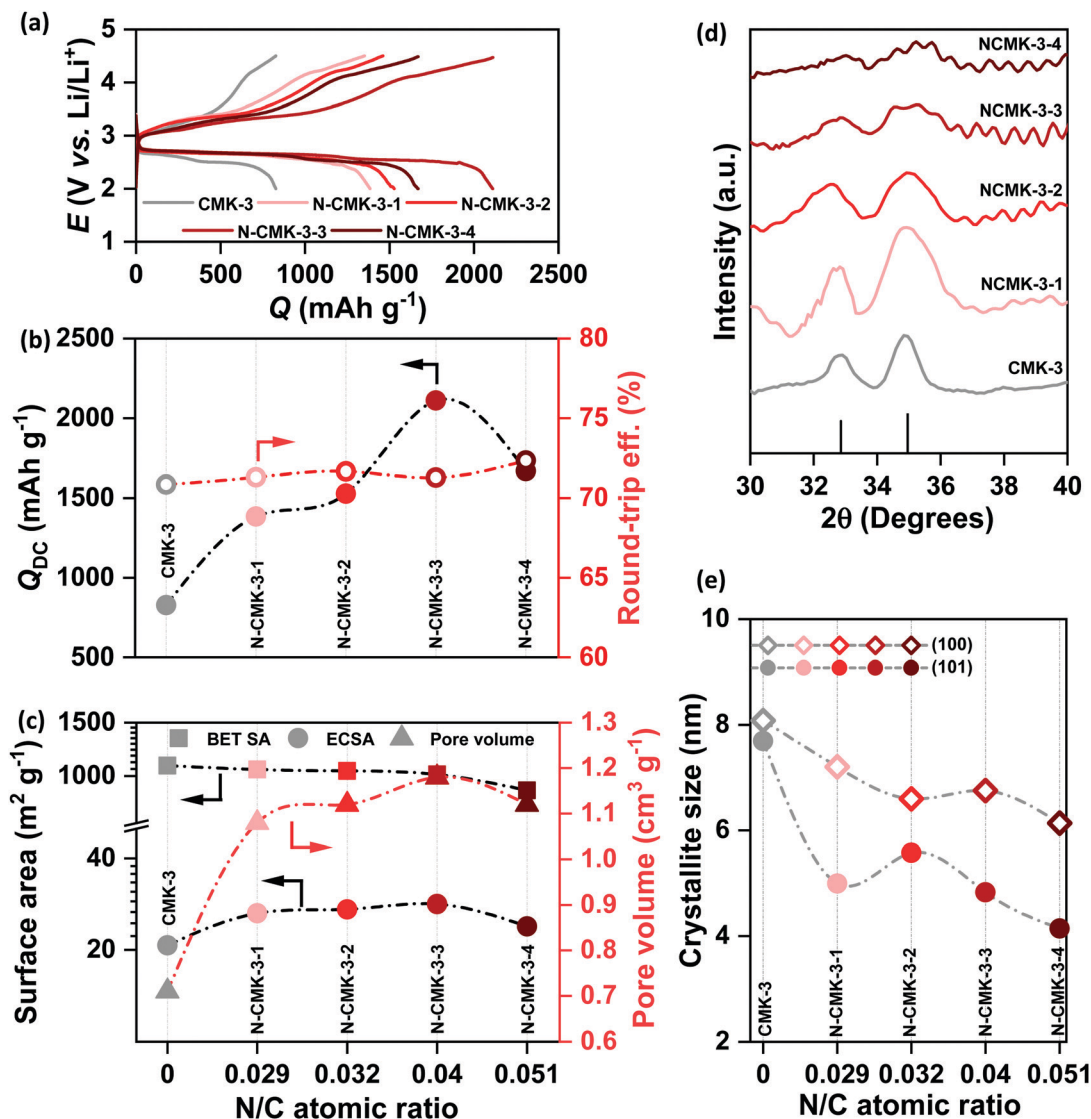 (a)
5
4
3
2
1
E (V vs. Li/Li+)
CMK-3 N-CMK-3-1 N-CMK-3-2
N-CMK-3-3 N-CMK-3-4
0 500 1000 1500 2000 2500
Q (mAh g−1)
(b)
2500
2000
1500
1000
500
QDC (mAh g−1)
CMK-3
N-CMK-3-1
N-CMK-3-2
N-CMK-3-3
N-CMK-3-4
80
75
70
65
60
Round-trip eff. (%)
(c)
1500
1000
40
20
Surface area (m2 g−1)
BET SA ECSA Pore volume
CMK-3
N-CMK-3-1
N-CMK-3-2
N-CMK-3-3
N-CMK-3-4
1.3
1.2
1.1
1.0
0.9
0.8
0.7
0.6
Pore volume (cm3 g−1)
0 0.029 0.032 0.04 0.051
N/C atomic ratio
(d)
Intensity (a.u.)
NCMK-3-4
NCMK-3-3
NCMK-3-2
NCMK-3-1
CMK-3
30 32 34 36 38 40
2θ (Degrees)
(e)
10
8
6
4
2
Crystallite size (nm)
(100)
(101)
CMK-3
N-CMK-3-1
N-CMK-3-2
N-CMK-3-3
N-CMK-3-4
0 0.029 0.032 0.04 0.051
N/C atomic ratio